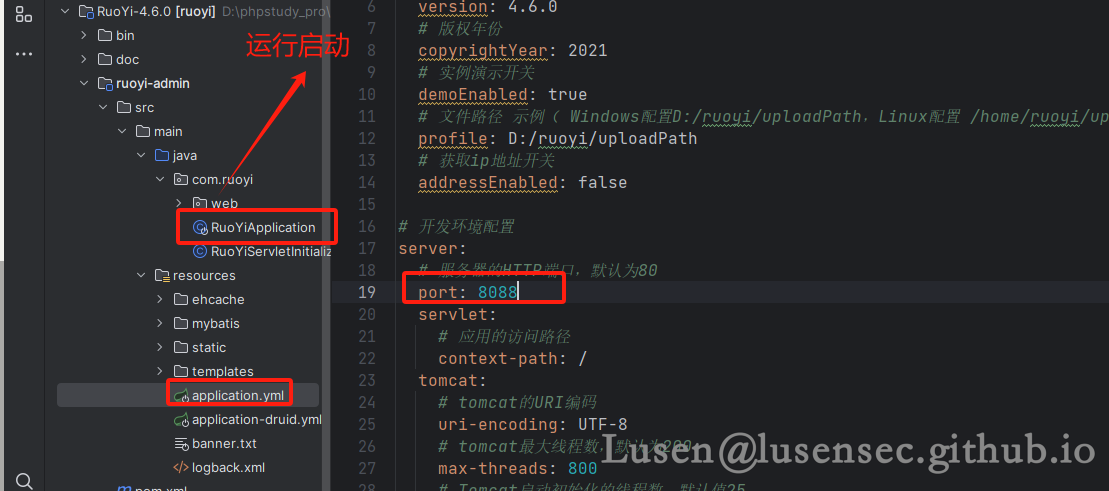 RuoYi-4.6.0 [ruoyi] D:\phpstudy_pro\
bin
doc
ruoyi-admin
src
main
java
com.ruoyi
web
RuoYiApplication
RuoYiServletInitializ
resources
ehcache
mybatis
static
templates
application.yml
application-druid.yml
banner.txt
logback.xml
pom.xml
运行启动
6 version: 4.6.0
7 # 版权年份
8 copyrightYear: 2021
9 # 实例演示开关
10 demoEnabled: true
11 # 文件路径 示例（ Windows配置D:/ruoyi/uploadPath，Linux配置 /home/ruoyi/up
12 profile: D:/ruoyi/uploadPath
13 # 获取ip地址开关
14 addressEnabled: false
15
16 # 开发环境配置
17 server:
18 # 服务器的HTTP端口，默认为80
19 port: 8088
20 servlet:
21 # 应用的访问路径
22 context-path: /
23 tomcat:
24 # tomcat的URI编码
25 uri-encoding: UTF-8
26 # tomcat最大线程数，默认为200
27 max-threads: 800
28 # Tomcat启动初始化的线程数，默认值25
Lusen@lusensec.github.io